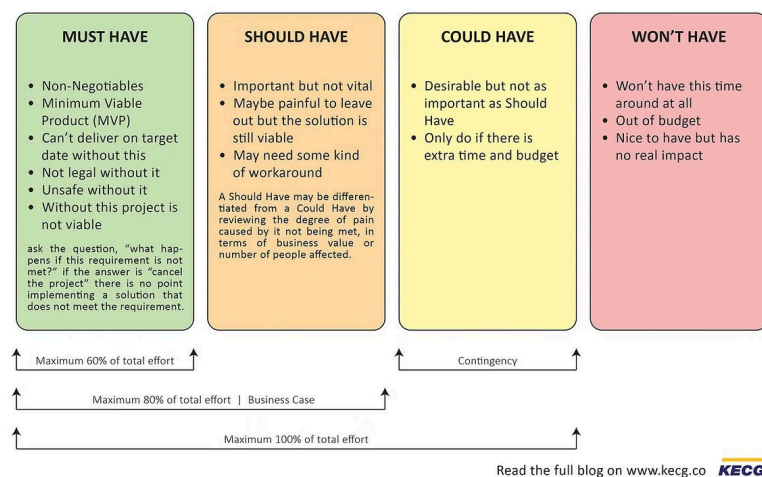 MUST HAVE
• Non-Negotiables
• Minimum Viable
Product (MVP)
• Can’t deliver on target
date without this
• Not legal without it
• Unsafe without it
• Without this project is
not viable
ask the question, “what hap-
pens if this requirement is not
met?” if the answer is “cancel
the project” there is no point
implementing a solution that
does not meet the requirement.
SHOULD HAVE
• Important but not vital
• Maybe painful to leave
out but the solution is
still viable
• May need some kind
of workaround
A Should Have may be differen-
tiated from a Could Have by
reviewing the degree of pain
caused by it not being met, in
terms of business value or
number of people affected.
COULD HAVE
• Desirable but not as
important as Should
Have
• Only do if there is
extra time and budget
WON’T HAVE
• Won’t have this time
around at all
• Out of budget
• Nice to have but has
no real impact
Maximum 60% of total effort
Contingency
Maximum 80% of total effort | Business Case
Maximum 100% of total effort
Read the full blog on www.kecg.co
KECG